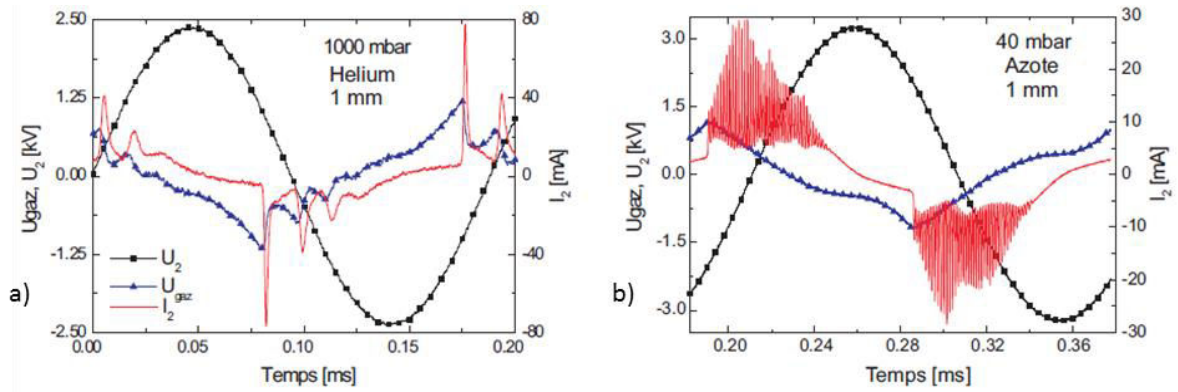 a)
1000 mbar
Helium
1 mm
U₂
U_gaz
I₂
Ugaz, U₂ [kV]
2.50
1.25
0.00
-1.25
-2.50
I₂ [mA]
80
40
0
-40
-80
0.00 0.05 0.10 0.15 0.20
Temps [ms]
b)
40 mbar
Azote
1 mm
Ugaz, U₂ [kV]
3.0
1.5
0.0
-1.5
-3.0
I₂ [mA]
30
20
10
0
-10
-20
-30
0.20 0.24 0.28 0.32 0.36
Temps [ms]